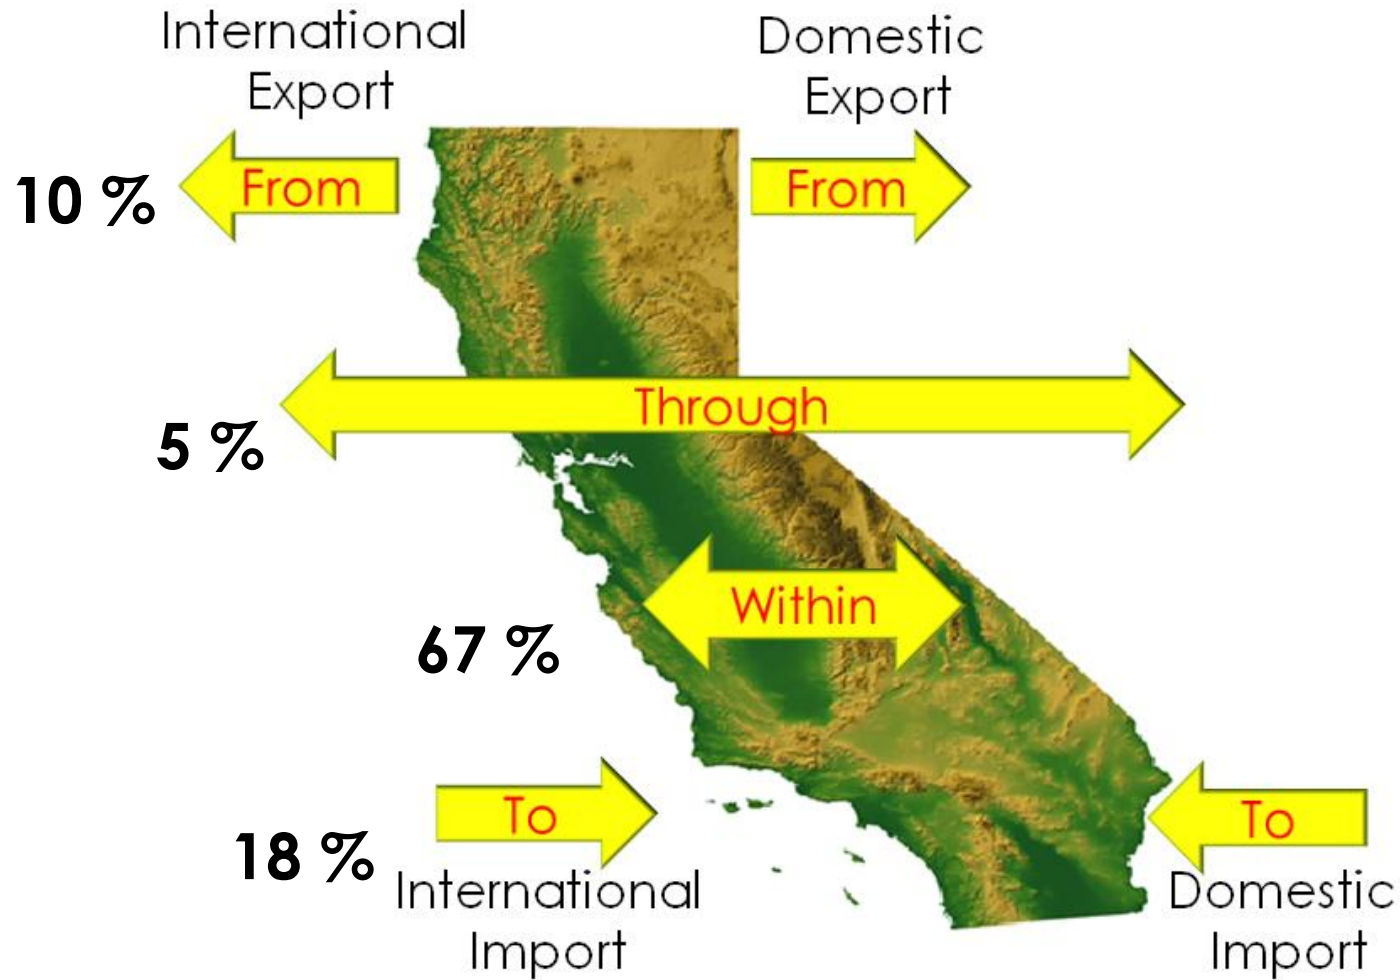 International
Export
Domestic
Export
10 %
From
From
Through
5 %
Within
67 %
To
To
18 %
International
Import
Domestic
Import